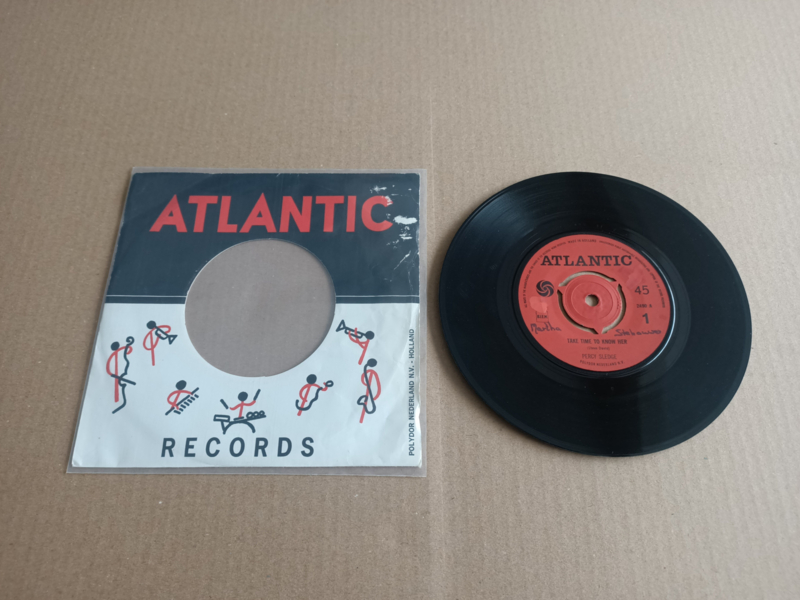 ATLANTIC
RECORDS
POLYDOR NEDERLAND N.V. - HOLLAND
ATLANTIC
45
1
Martha
TAKE TIME TO KNOW HER
PERCY SLEDGE